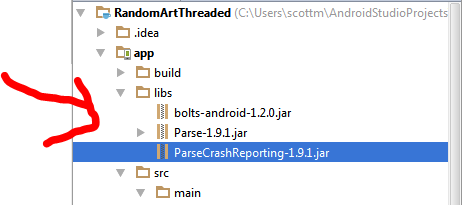 RandomArtThreaded (C:\Users\scottm\AndroidStudioProjects
.idea
app
build
libs
bolts-android-1.2.0.jar
Parse-1.9.1.jar
ParseCrashReporting-1.9.1.jar
src
main